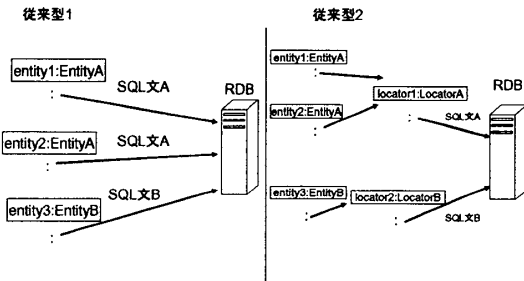 従来型1
entity1:EntityA
:
SQL文A
RDB
entity2:EntityA
:
SQL文A
entity3:EntityB
:
SQL文B
従来型2
entity1:EntityA
:
locator1:LocatorA
:
SQL文A
RDB
entity2:EntityA
:
entity3:EntityB
:
locator2:LocatorB
:
SQL文B